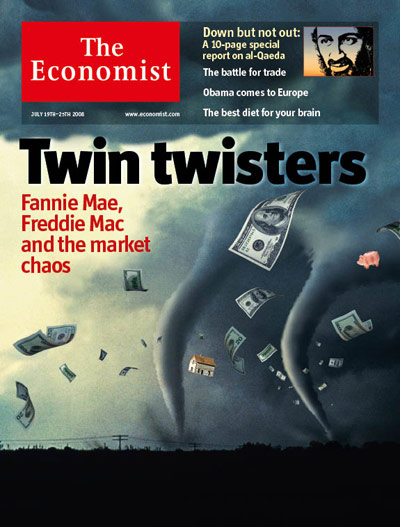 The
Economist
JULY 19TH–25TH 2008
www.economist.com
Down but not out:
A 10-page special
report on al-Qaeda
The battle for trade
Obama comes to Europe
The best diet for your brain
Twin twisters
Fannie Mae,
Freddie Mac
and the market
chaos